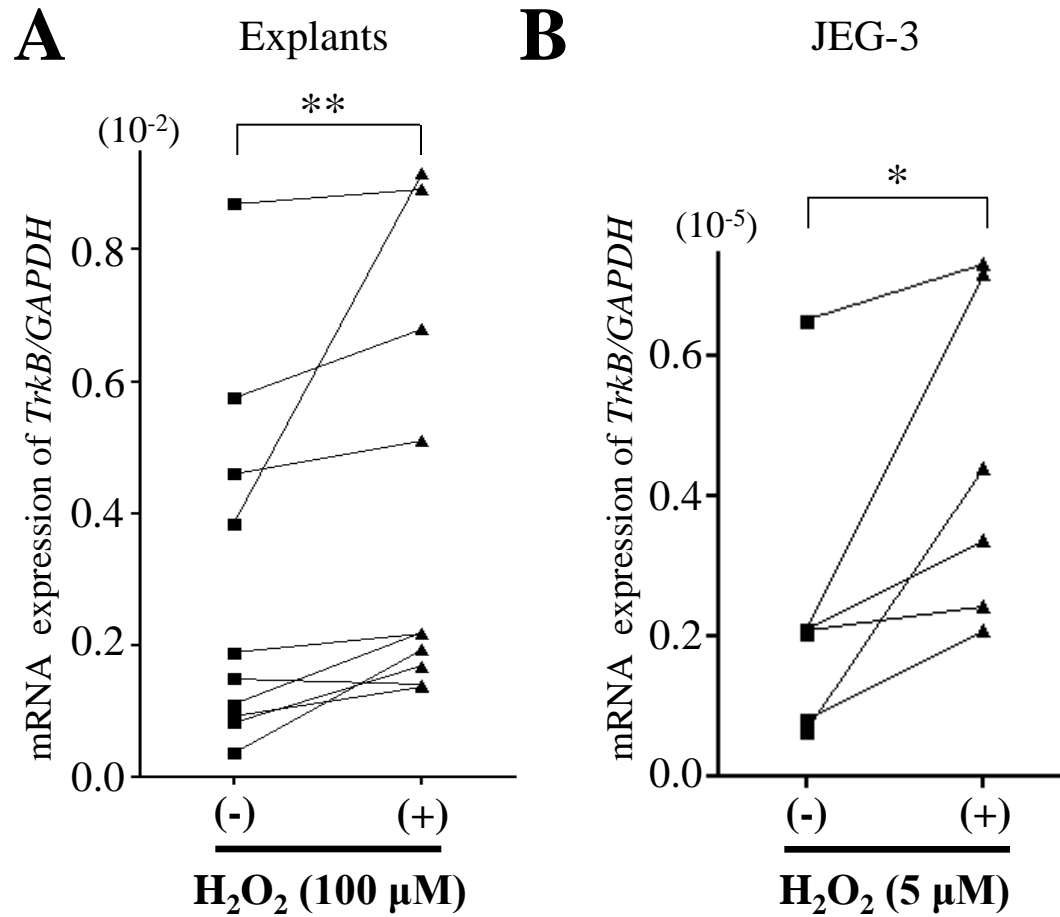 A
Explants
**
(10-2)
mRNA expression of TrkB/GAPDH
0.8
0.6
0.4
0.2
0.0
(-)
(+)
H2O2 (100 μM)
B
JEG-3
*
(10-5)
mRNA expression of TrkB/GAPDH
0.6
0.4
0.2
0.0
(-)
(+)
H2O2 (5 μM)